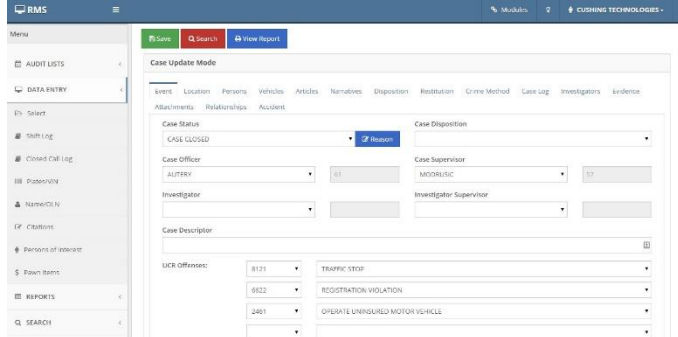 RMS
Modules
CUSHING TECHNOLOGIES
Menu
AUDIT LISTS
DATA ENTRY
Select
Shift Log
Closed Call Log
Plates/VIN
Name/OLN
Citations
Persons of Interest
Pawn Items
REPORTS
SEARCH
Save Search View Report
Case Update Mode
Event Location Persons Vehicles Articles Narratives Disposition Restitution Crime Method Case Log Investigators Evidence
Attachments Relationships Accident
Case Status Case Disposition
CASE CLOSED Reason
Case Officer Case Supervisor
AUTERY MODRUSIC
Investigator Investigator Supervisor
Case Descriptor
UCR Offenses: 8121 TRAFFIC STOP
6622 REGISTRATION VIOLATION
2461 OPERATE UNINSURED MOTOR VEHICLE